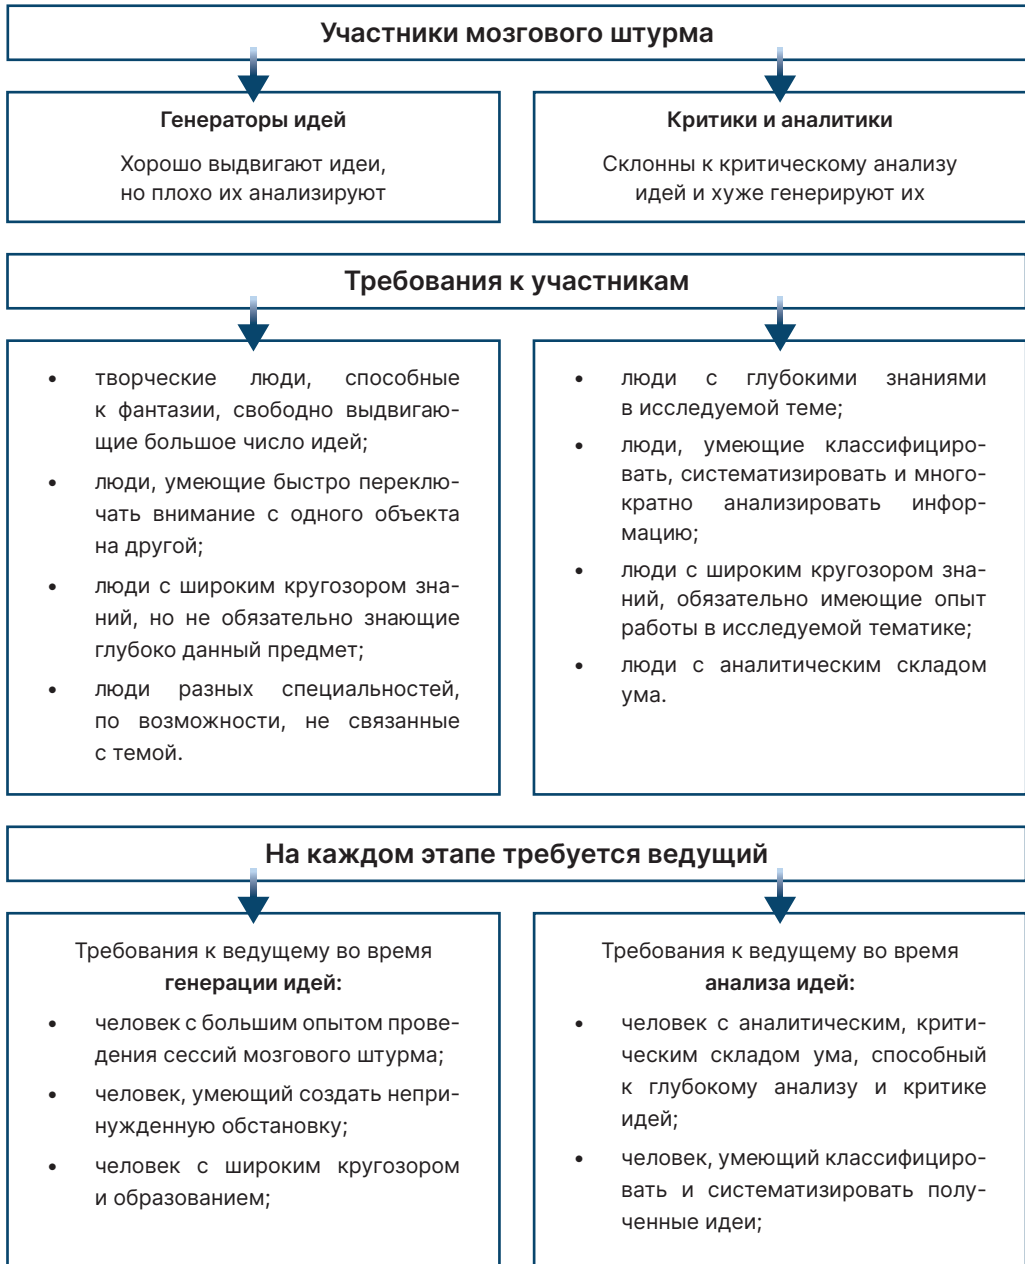 Участники мозгового штурма
Генераторы идей
Хорошо выдвигают идеи,
но плохо их анализируют
Критики и аналитики
Склонны к критическому анализу
идей и хуже генерируют их
Требования к участникам
• творческие люди, способные
к фантазии, свободно выдвигаю-
щие большое число идей;
• люди, умеющие быстро переклю-
чать внимание с одного объекта
на другой;
• люди с широким кругозором зна-
ний, но не обязательно знающие
глубоко данный предмет;
• люди разных специальностей,
по возможности, не связанные
с темой.
• люди с глубокими знаниями
в исследуемой теме;
• люди, умеющие классифициро-
вать, систематизировать и много-
кратно анализировать инфор-
мацию;
• люди с широким кругозором зна-
ний, обязательно имеющие опыт
работы в исследуемой тематике;
• люди с аналитическим складом
ума.
На каждом этапе требуется ведущий
Требования к ведущему во время
генерации идей:
• человек с большим опытом прове-
дения сессий мозгового штурма;
• человек, умеющий создать непри-
нужденную обстановку;
• человек с широким кругозором
и образованием;
Требования к ведущему во время
анализа идей:
• человек с аналитическим, крити-
ческим складом ума, способный
к глубокому анализу и критике
идей;
• человек, умеющий классифициро-
вать и систематизировать полу-
ченные идеи;